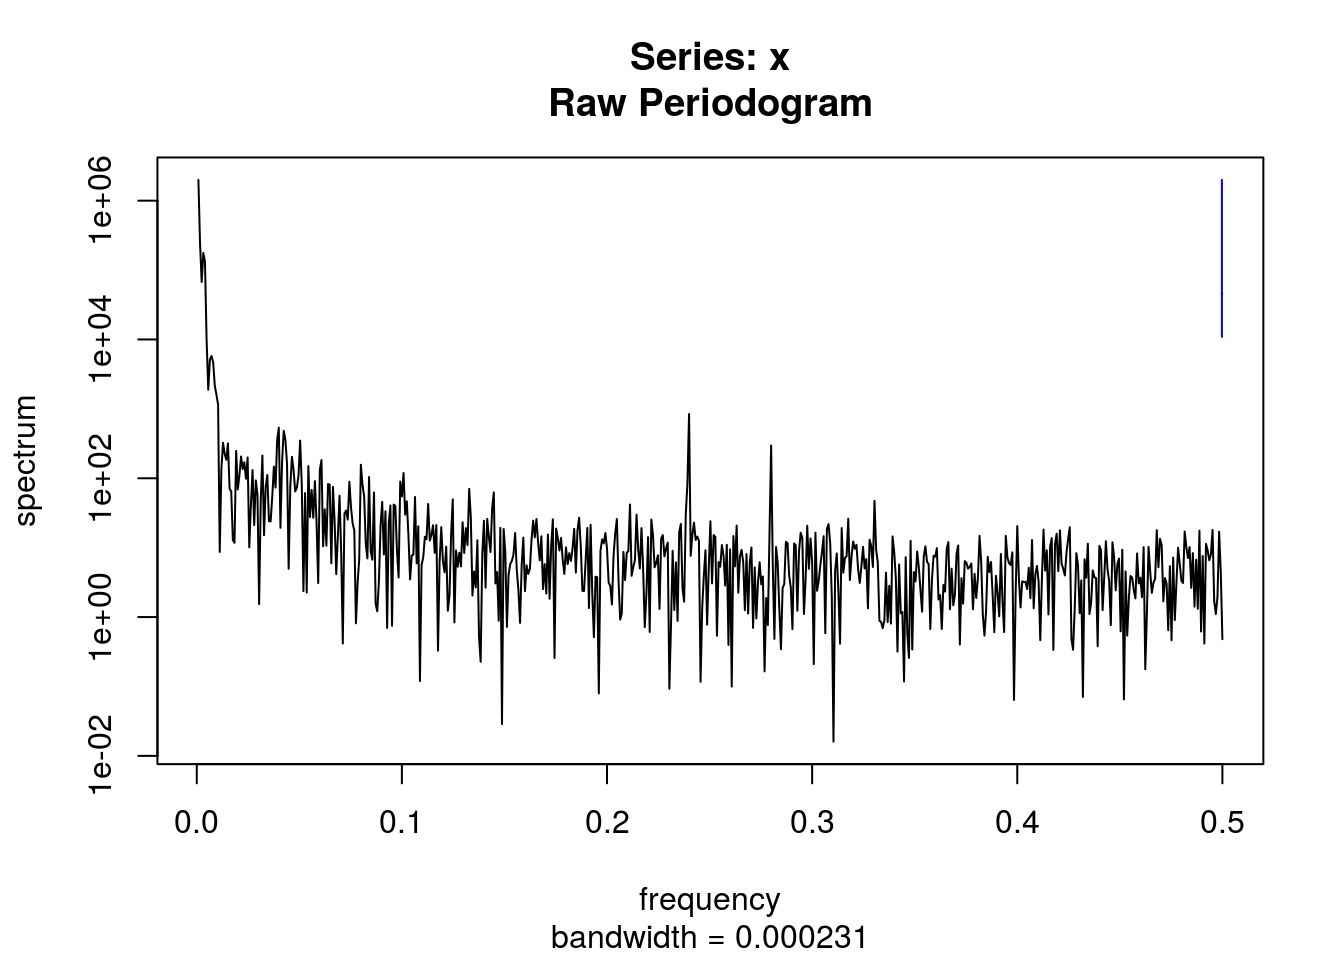 Series: x
Raw Periodogram
spectrum
1e+06
1e+04
1e+02
1e+00
1e-02
0.0 0.1 0.2 0.3 0.4 0.5
frequency
bandwidth = 0.000231